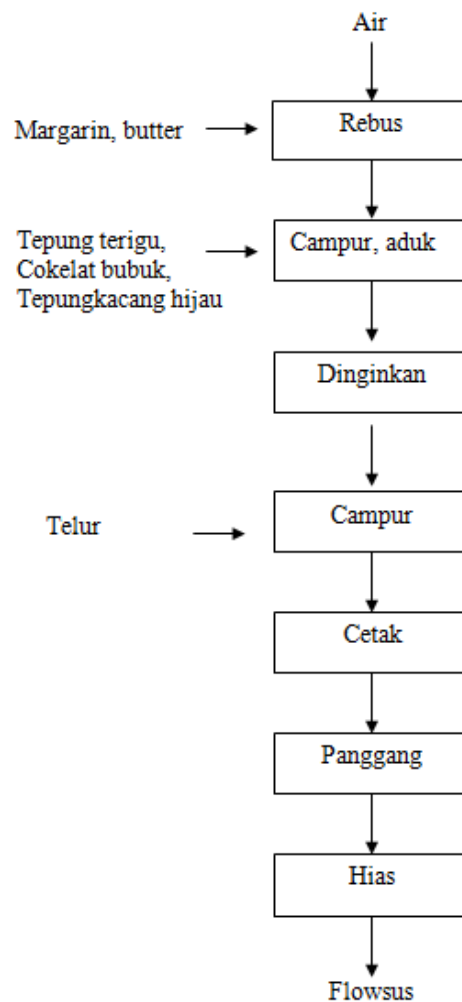 Air
Margarin, butter
Rebus
Tepung terigu,
Cokelat bubuk,
Tepungkacang hijau
Campur, aduk
Dinginkan
Telur
Campur
Cetak
Panggang
Hias
Flowsus